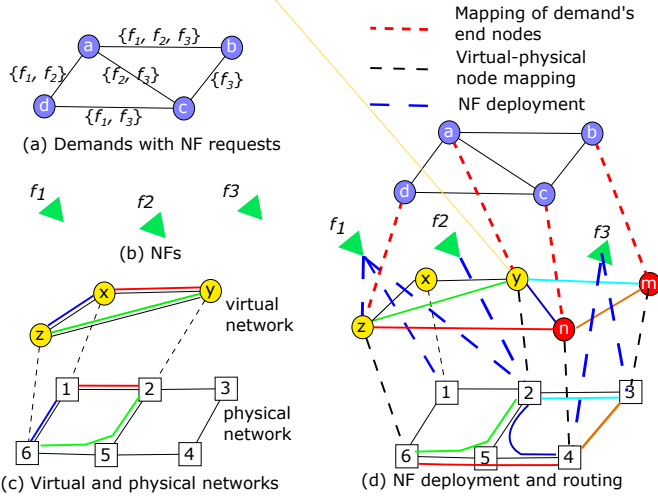 {f1, f2, f3}
a
b
{f1, f2}
{f2, f3}
{f3}
d
c
{f1, f3}
(a) Demands with NF requests
f1
f2
f3
(b) NFs
x
y
z
virtual
network
1
2
3
physical
network
6
5
4
(c) Virtual and physical networks
Mapping of demand's
end nodes
Virtual-physical
node mapping
NF deployment
a
b
d
c
f1
f2
f3
x
y
m
z
n
1
2
3
6
5
4
(d) NF deployment and routing